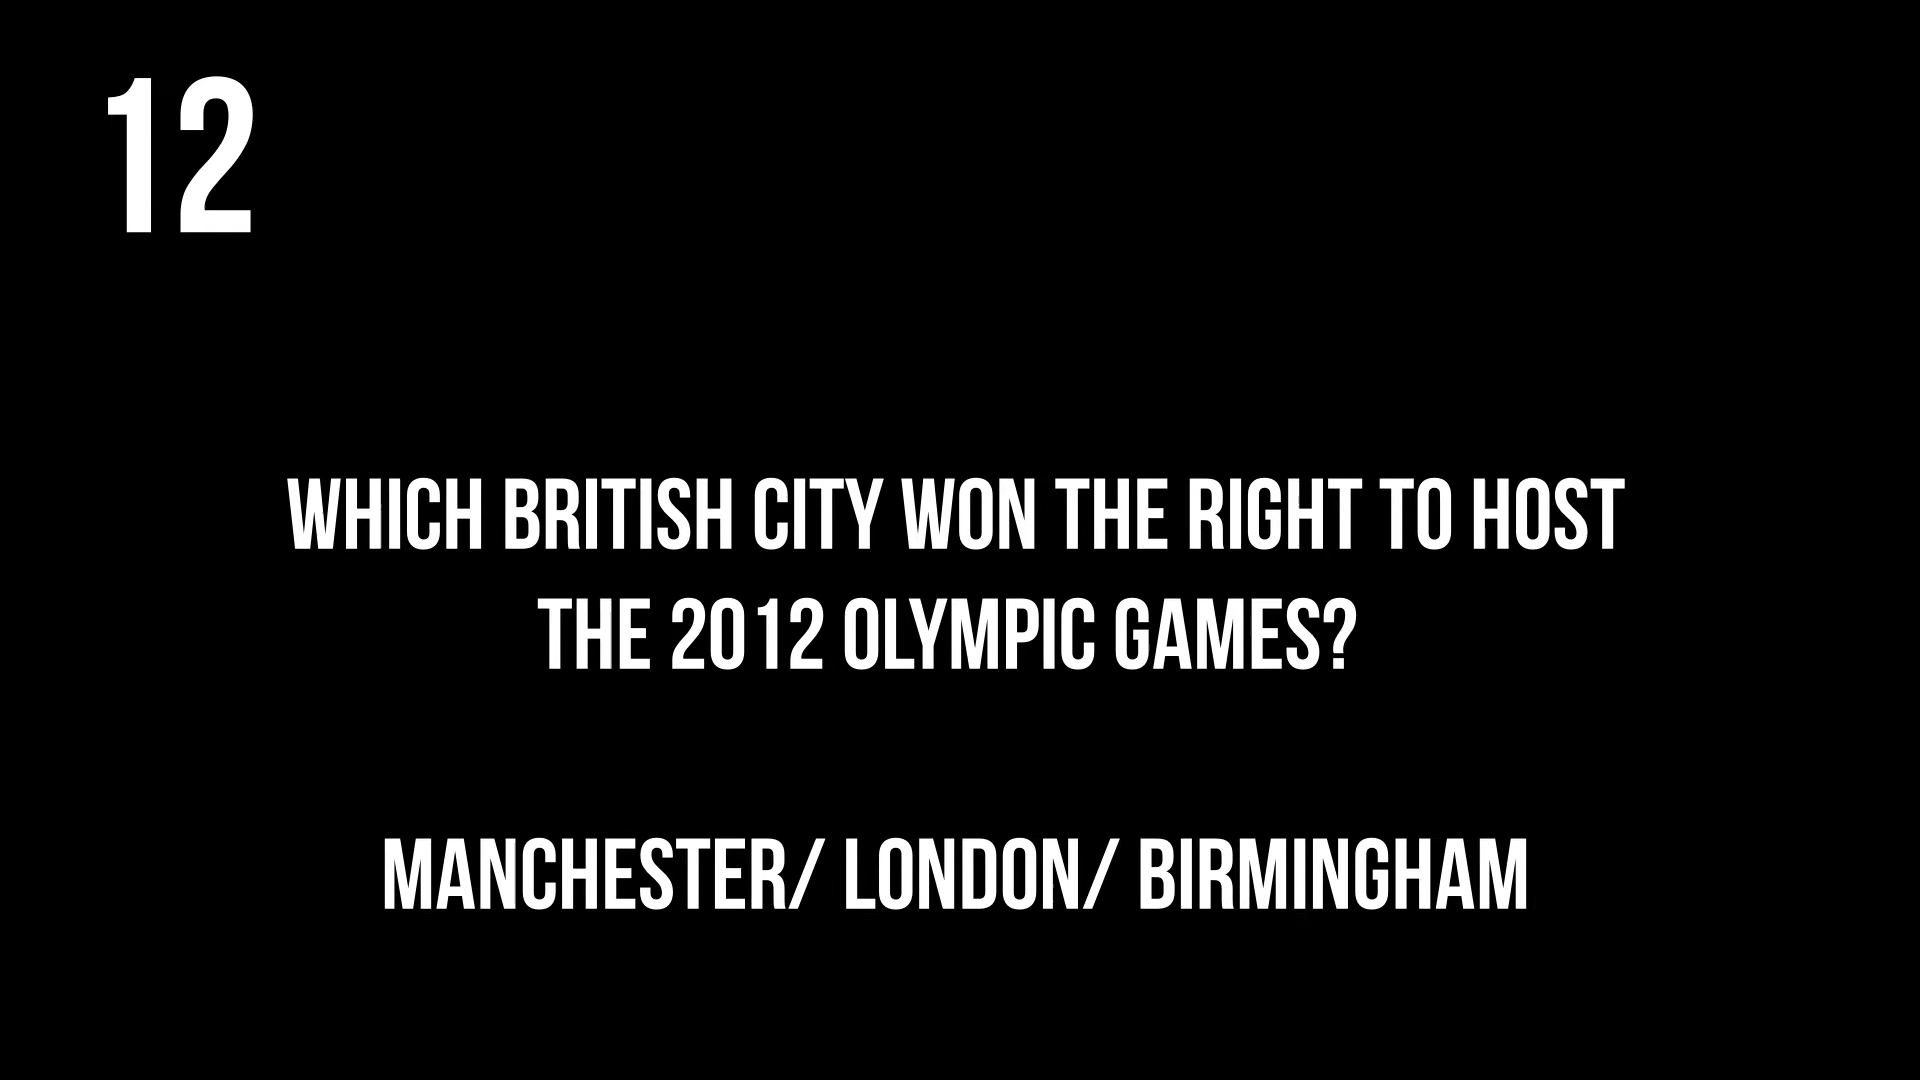 12
WHICH BRITISH CITY WON THE RIGHT TO HOST
THE 2012 OLYMPIC GAMES?
MANCHESTER/ LONDON/ BIRMINGHAM